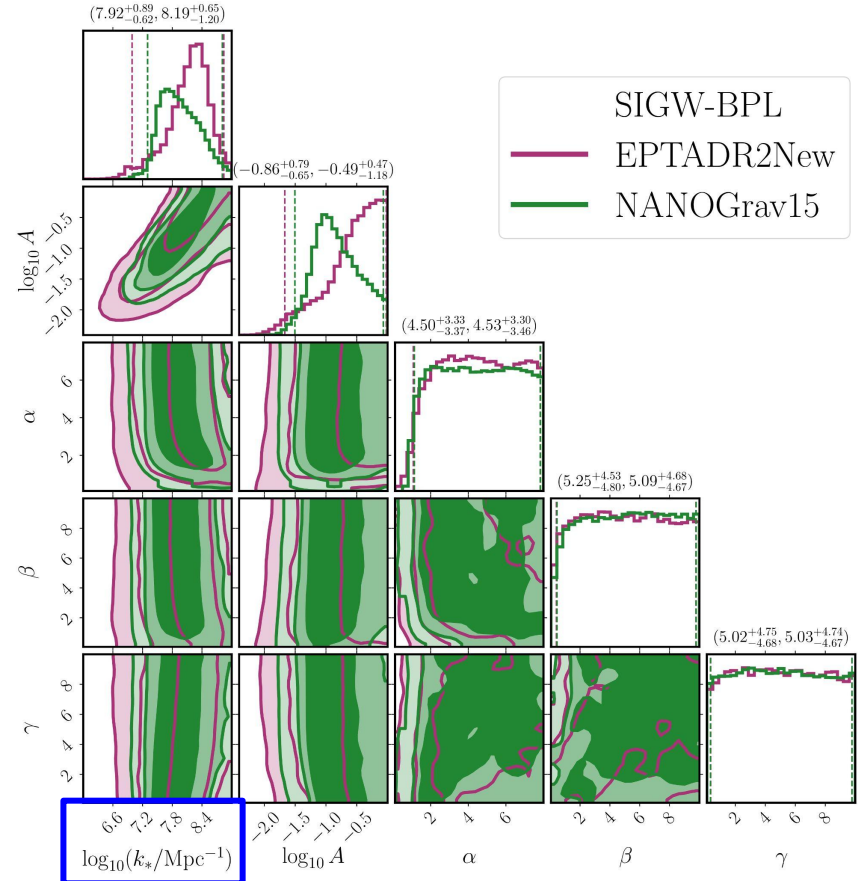 (7.92^{+0.89}_{-0.62}, 8.19^{+0.65}_{-1.20})
SIGW-BPL
EPTADR2New
NANOGrav15
(−0.86^{+0.79}_{-0.65}, −0.49^{+0.47}_{-1.18})
log₁₀ A
−0.5
−1.0
−1.5
−2.0
(4.50^{+3.33}_{-3.37}, 4.53^{+3.30}_{-3.46})
α
6
4
2
(5.25^{+4.53}_{-4.80}, 5.09^{+4.68}_{-4.67})
β
8
6
4
2
(5.02^{+4.75}_{-4.68}, 5.03^{+4.74}_{-4.67})
γ
8
6
4
2
6.6 7.2 7.8 8.4 −2.0 −1.5 −1.0 −0.5 2 4 6 2 4 6 8 2 4 6 8
log₁₀(k_*/Mpc⁻¹) log₁₀ A α β γ